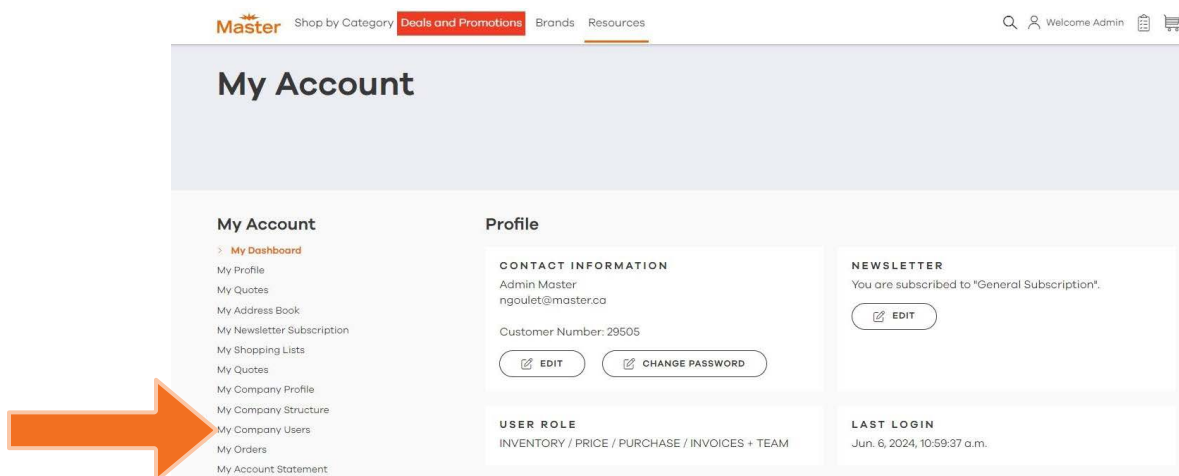 Master Shop by Category Deals and Promotions Brands Resources Welcome Admin
My Account
My Account
> My Dashboard
My Profile
My Quotes
My Address Book
My Newsletter Subscription
My Shopping Lists
My Quotes
My Company Profile
My Company Structure
My Company Users
My Orders
My Account Statement
Profile
CONTACT INFORMATION
Admin Master
ngoulet@master.ca
Customer Number: 29505
EDIT CHANGE PASSWORD
NEWSLETTER
You are subscribed to "General Subscription".
EDIT
USER ROLE
INVENTORY / PRICE / PURCHASE / INVOICES + TEAM
LAST LOGIN
Jun. 6, 2024, 10:59:37 a.m.